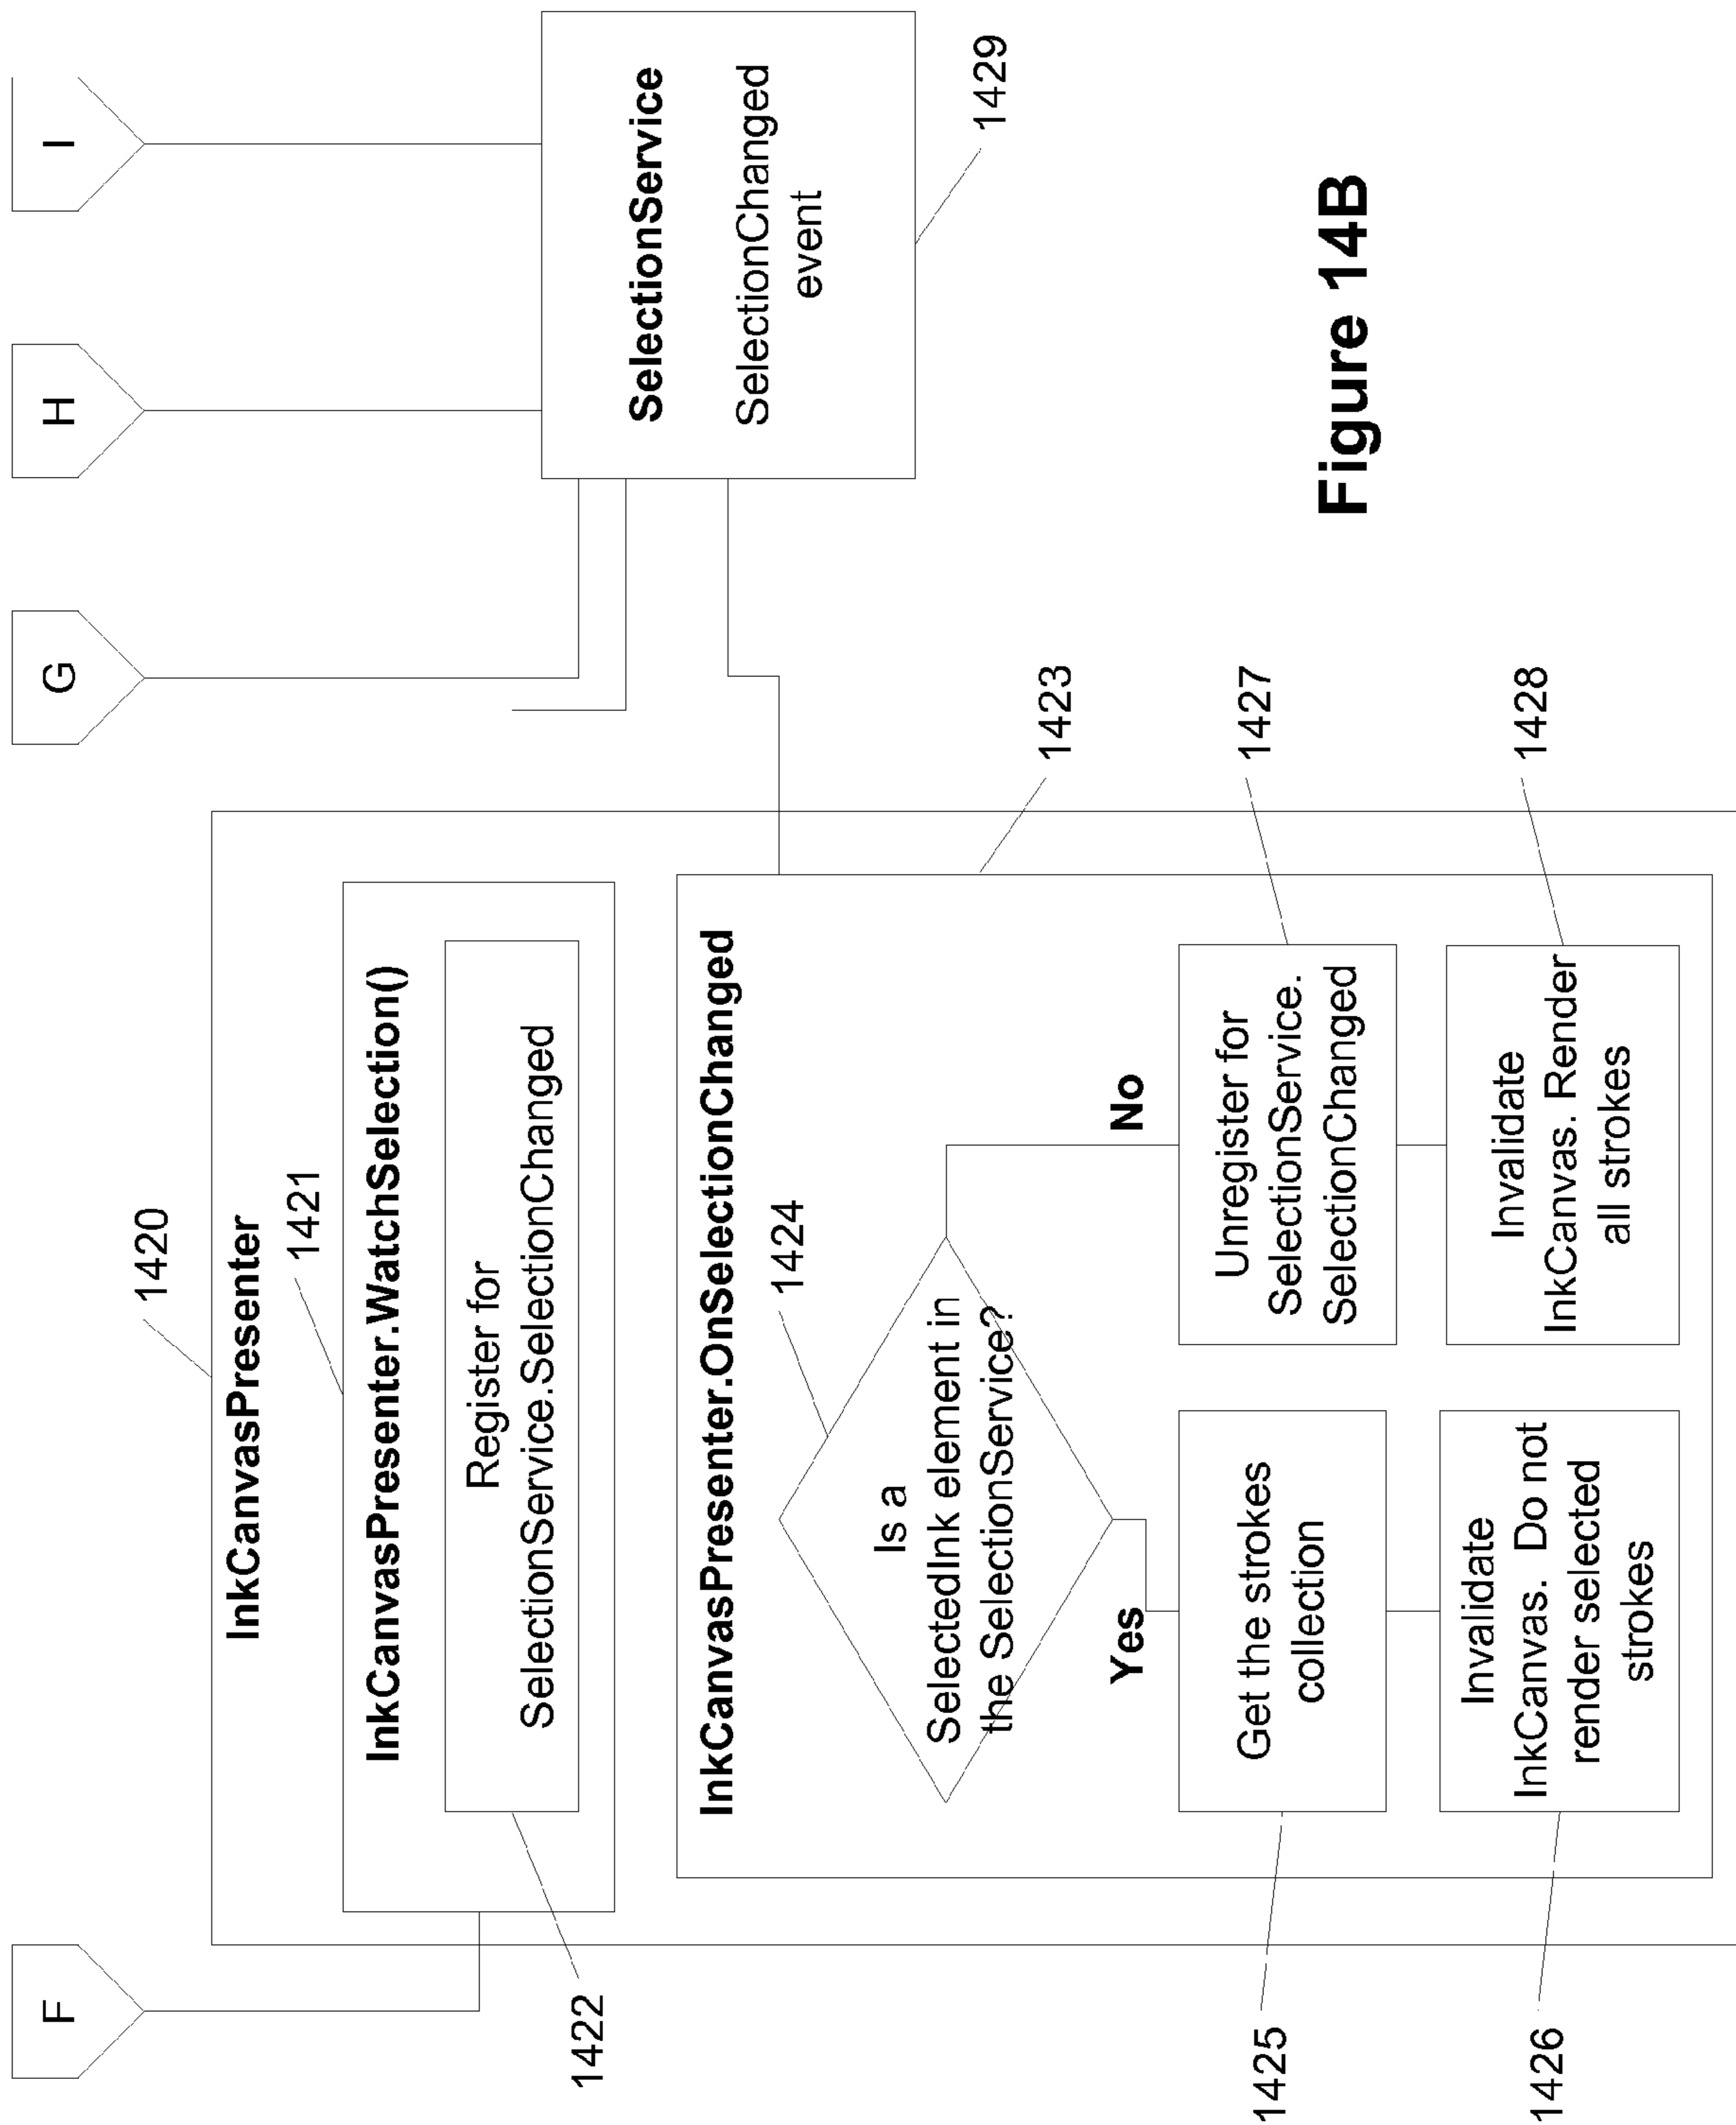 F
G
H
I
1420
InkCanvasPresenter
1421
InkCanvasPresenter.WatchSelection()
Register for
SelectionService.SelectionChanged
1422
SelectionService
SelectionChanged
event
1429
InkCanvasPresenter.OnSelectionChanged
1423
1424
Is a
SelectedInk element in
the SelectionService?
Yes
No
Get the strokes
collection
1425
Unregister for
SelectionService.
SelectionChanged
1427
Invalidate
InkCanvas. Do not
render selected
strokes
1426
Invalidate
InkCanvas. Render
all strokes
1428
Figure 14B